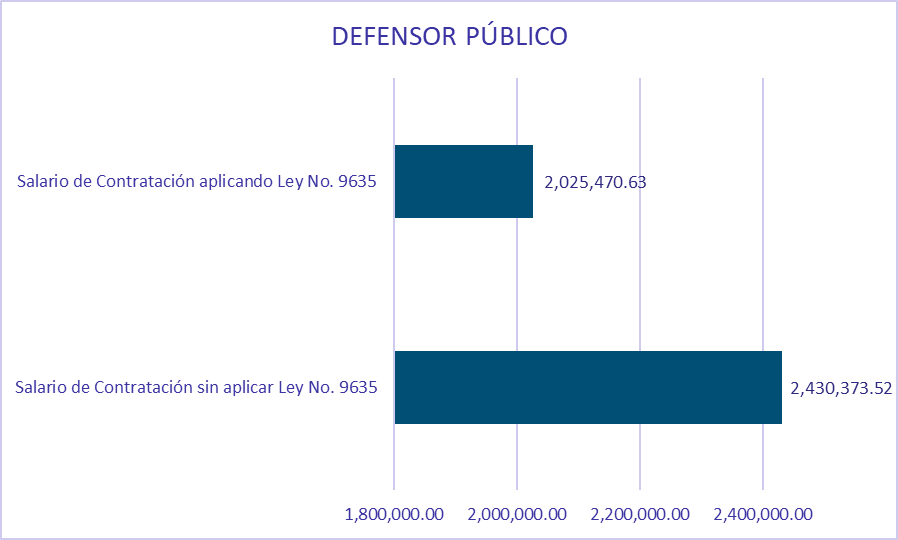 DEFENSOR PÚBLICO
Salario de Contratación aplicando Ley No. 9635
2,025,470.63
Salario de Contratación sin aplicar Ley No. 9635
2,430,373.52
1,800,000.00 2,000,000.00 2,200,000.00 2,400,000.00